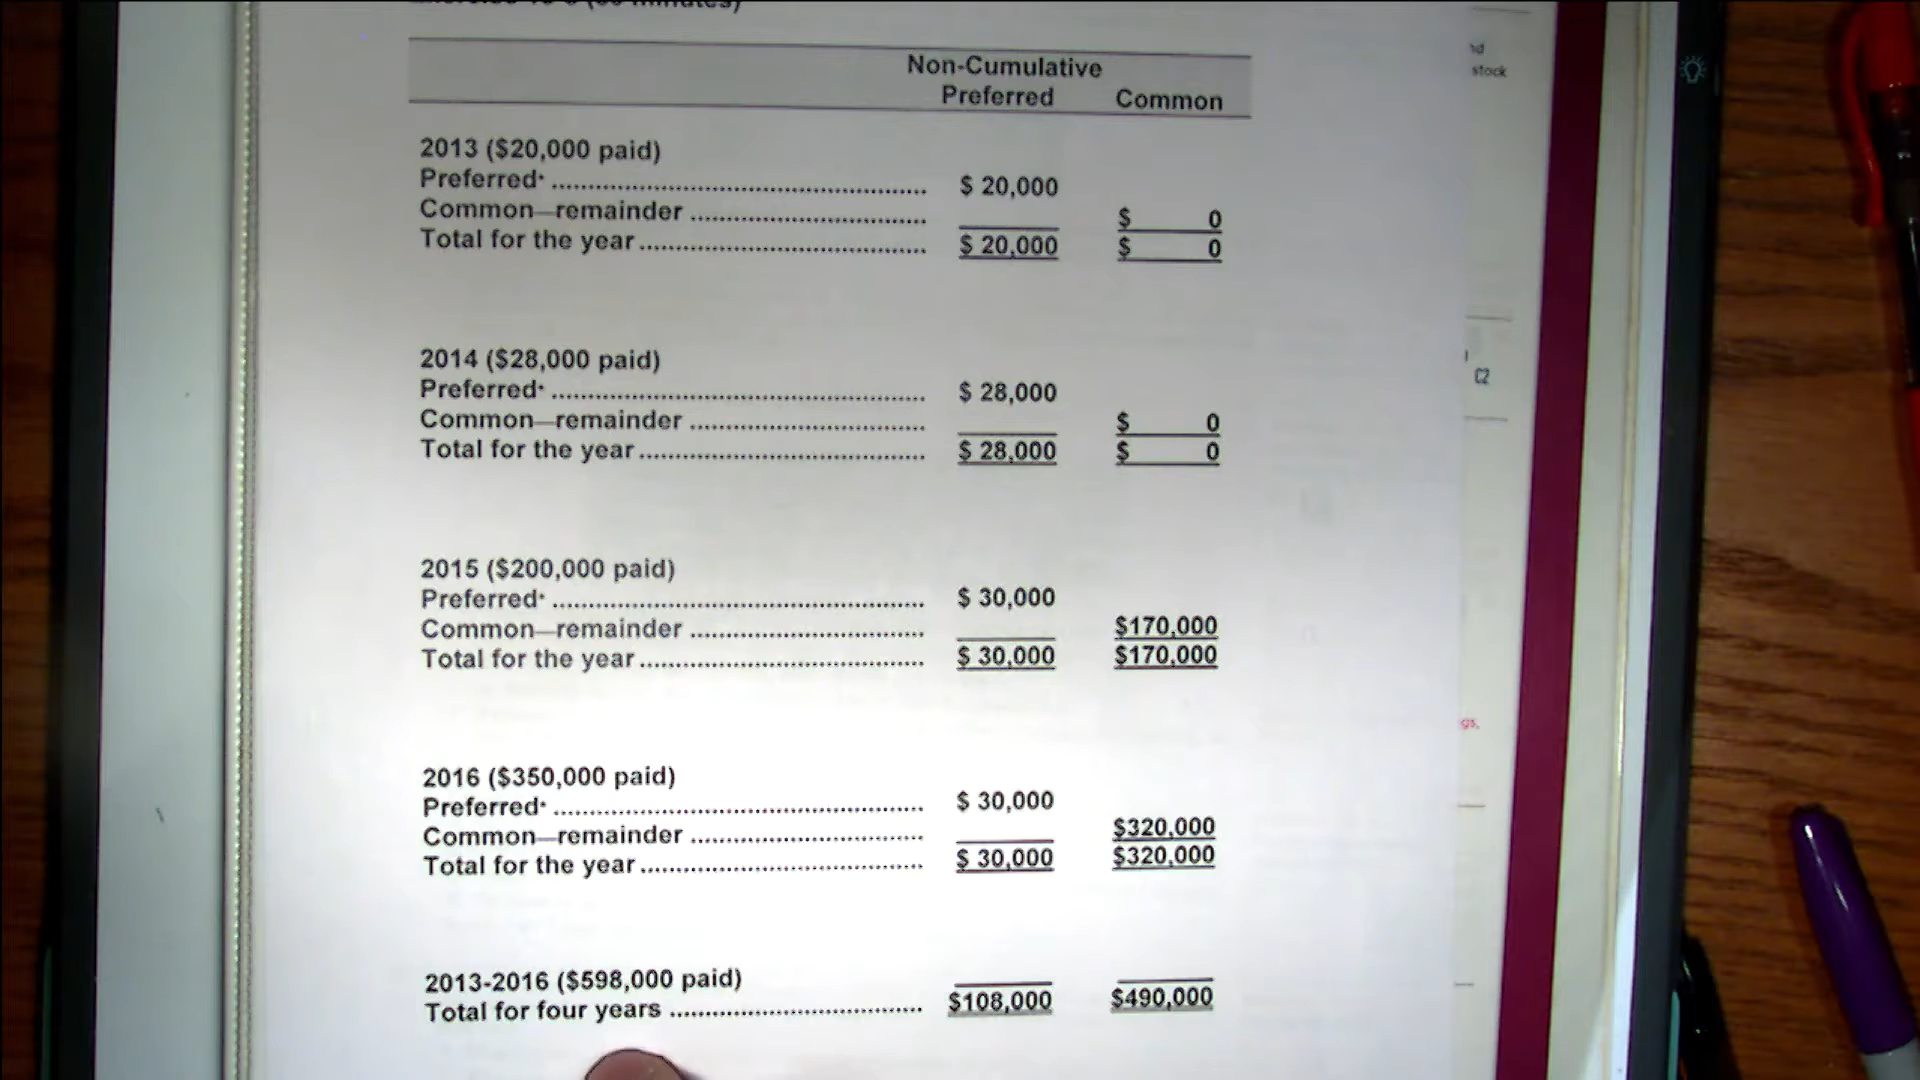 Non-Cumulative
Preferred Common
2013 ($20,000 paid)
Preferred* ........................................................ $ 20,000
Common—remainder ................................... $ 0
Total for the year ........................................... $ 20,000 $ 0
2014 ($28,000 paid)
Preferred* ........................................................ $ 28,000
Common—remainder ................................... $ 0
Total for the year ........................................... $ 28,000 $ 0
2015 ($200,000 paid)
Preferred* ........................................................ $ 30,000
Common—remainder ................................... $170,000
Total for the year ........................................... $ 30,000 $170,000
2016 ($350,000 paid)
Preferred* ........................................................ $ 30,000
Common—remainder ................................... $320,000
Total for the year ........................................... $ 30,000 $320,000
2013-2016 ($598,000 paid)
Total for four years ...................................... $108,000 $490,000
stock
C2